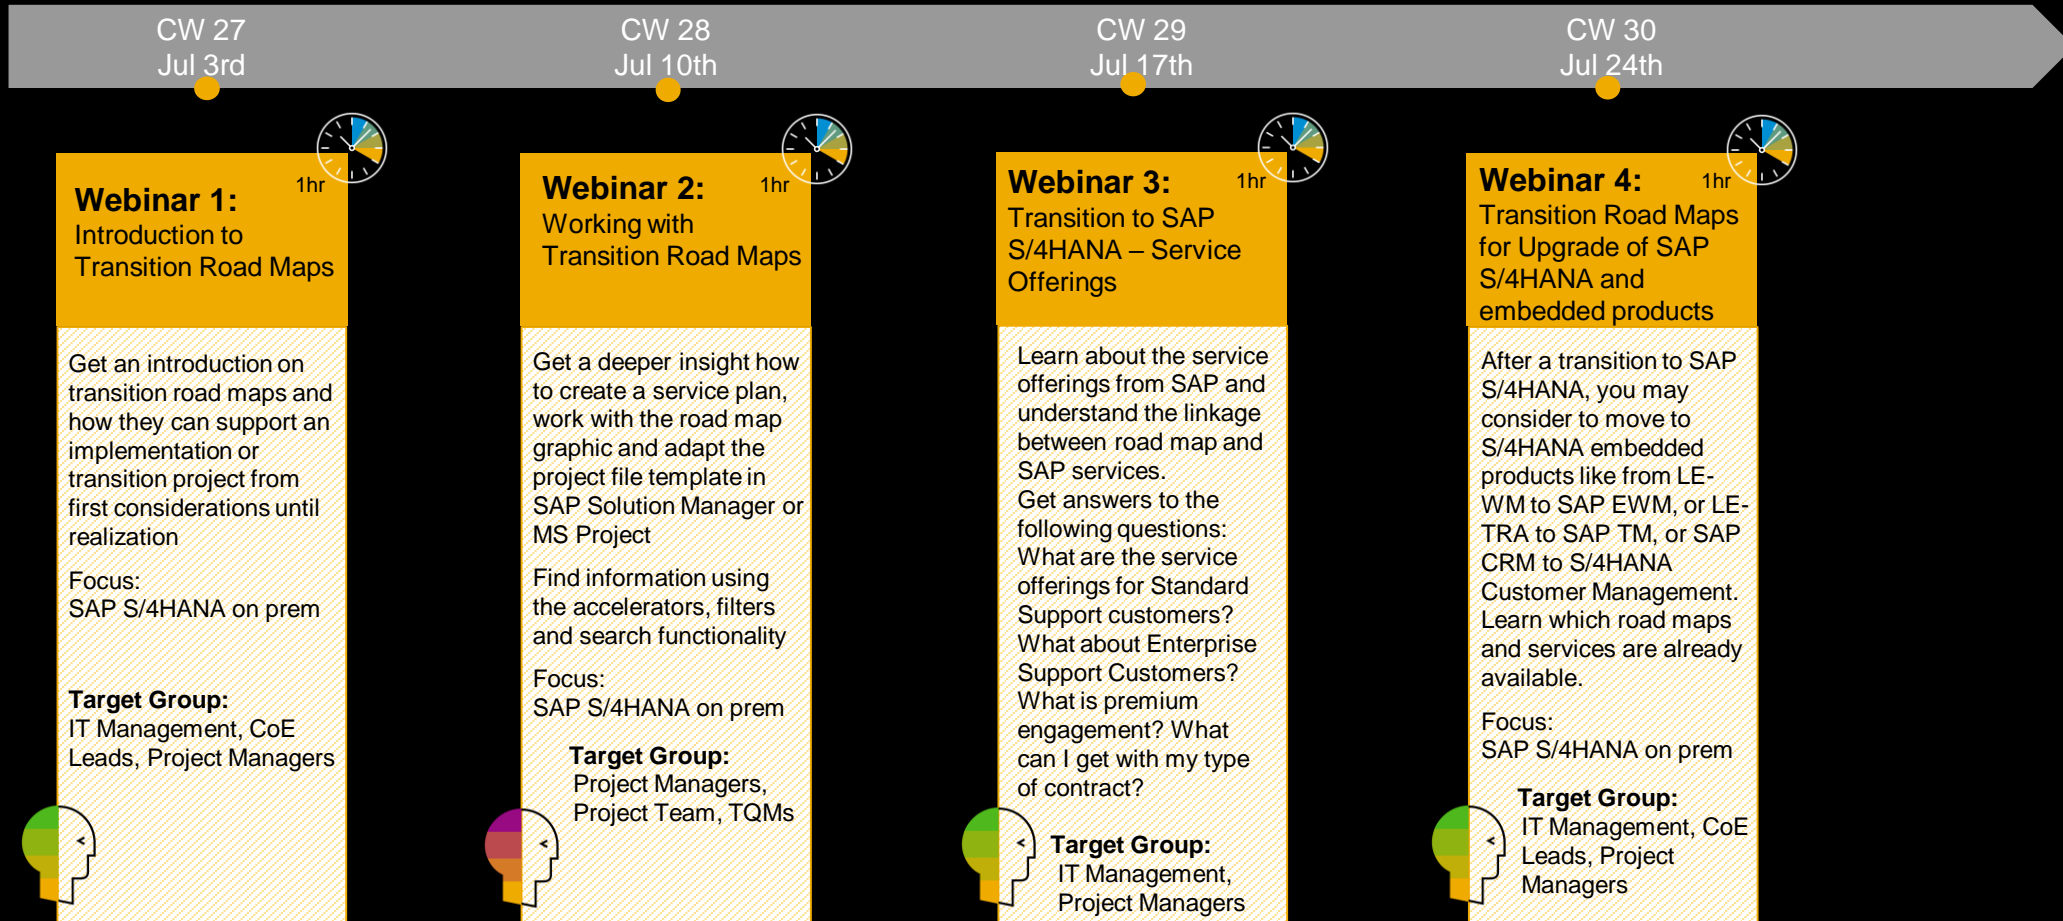 CW 27
Jul 3rd
CW 28
Jul 10th
CW 29
Jul 17th
CW 30
Jul 24th
Webinar 1:
1hr
Introduction to
Transition Road Maps
Get an introduction on
transition road maps and
how they can support an
implementation or
transition project from
first considerations until
realization
Focus:
SAP S/4HANA on prem
Target Group:
IT Management, CoE
Leads, Project Managers
Webinar 2:
1hr
Working with
Transition Road Maps
Get a deeper insight how
to create a service plan,
work with the road map
graphic and adapt the
project file template in
SAP Solution Manager or
MS Project
Find information using
the accelerators, filters
and search functionality
Focus:
SAP S/4HANA on prem
Target Group:
Project Managers,
Project Team, TQMs
Webinar 3:
1hr
Transition to SAP
S/4HANA – Service
Offerings
Learn about the service
offerings from SAP and
understand the linkage
between road map and
SAP services.
Get answers to the
following questions:
What are the service
offerings for Standard
Support customers?
What about Enterprise
Support Customers?
What is premium
engagement? What
can I get with my type
of contract?
Target Group:
IT Management,
Project Managers
Webinar 4:
1hr
Transition Road Maps
for Upgrade of SAP
S/4HANA and
embedded products
After a transition to SAP
S/4HANA, you may
consider to move to
S/4HANA embedded
products like from LE-
WM to SAP EWM, or LE-
TRA to SAP TM, or SAP
CRM to S/4HANA
Customer Management.
Learn which road maps
and services are already
available.
Focus:
SAP S/4HANA on prem
Target Group:
IT Management, CoE
Leads, Project
Managers